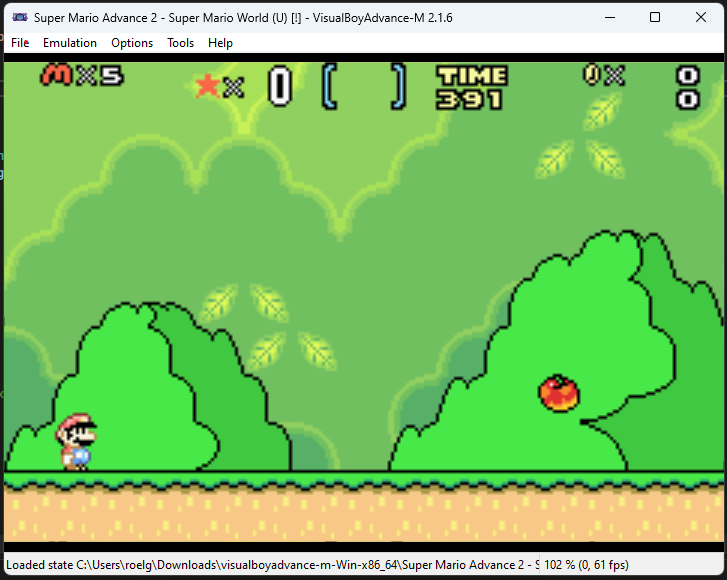 Super Mario Advance 2 - Super Mario World (U) [!] - VisualBoyAdvance-M 2.1.6
File Emulation Options Tools Help
M×5 ★× 0 [ ] TIME 0× 0
391 0
Loaded state C:\Users\roelg\Downloads\visualboyadvance-m-Win-x86_64\Super Mario Advance 2 - S 102 % (0, 61 fps)